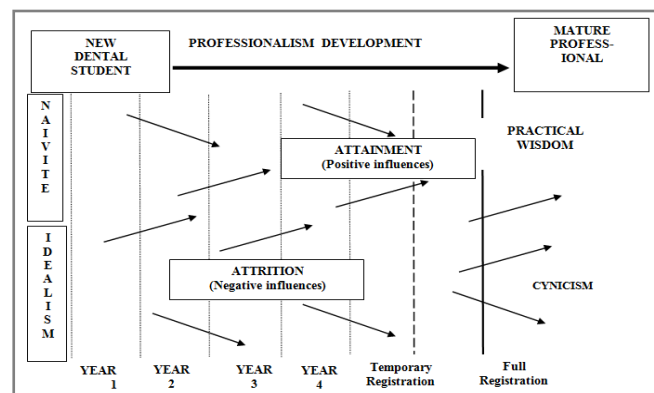 NEW
DENTAL
STUDENT
PROFESSIONALISM DEVELOPMENT
MATURE
PROFESS-
IONAL
N
A
I
V
I
T
E
ATTAINMENT
(Positive influences)
PRACTICAL
WISDOM
I
D
E
A
L
I
S
M
ATTRITION
(Negative influences)
CYNICISM
YEAR
1
YEAR
2
YEAR
3
YEAR
4
Temporary
Registration
Full
Registration